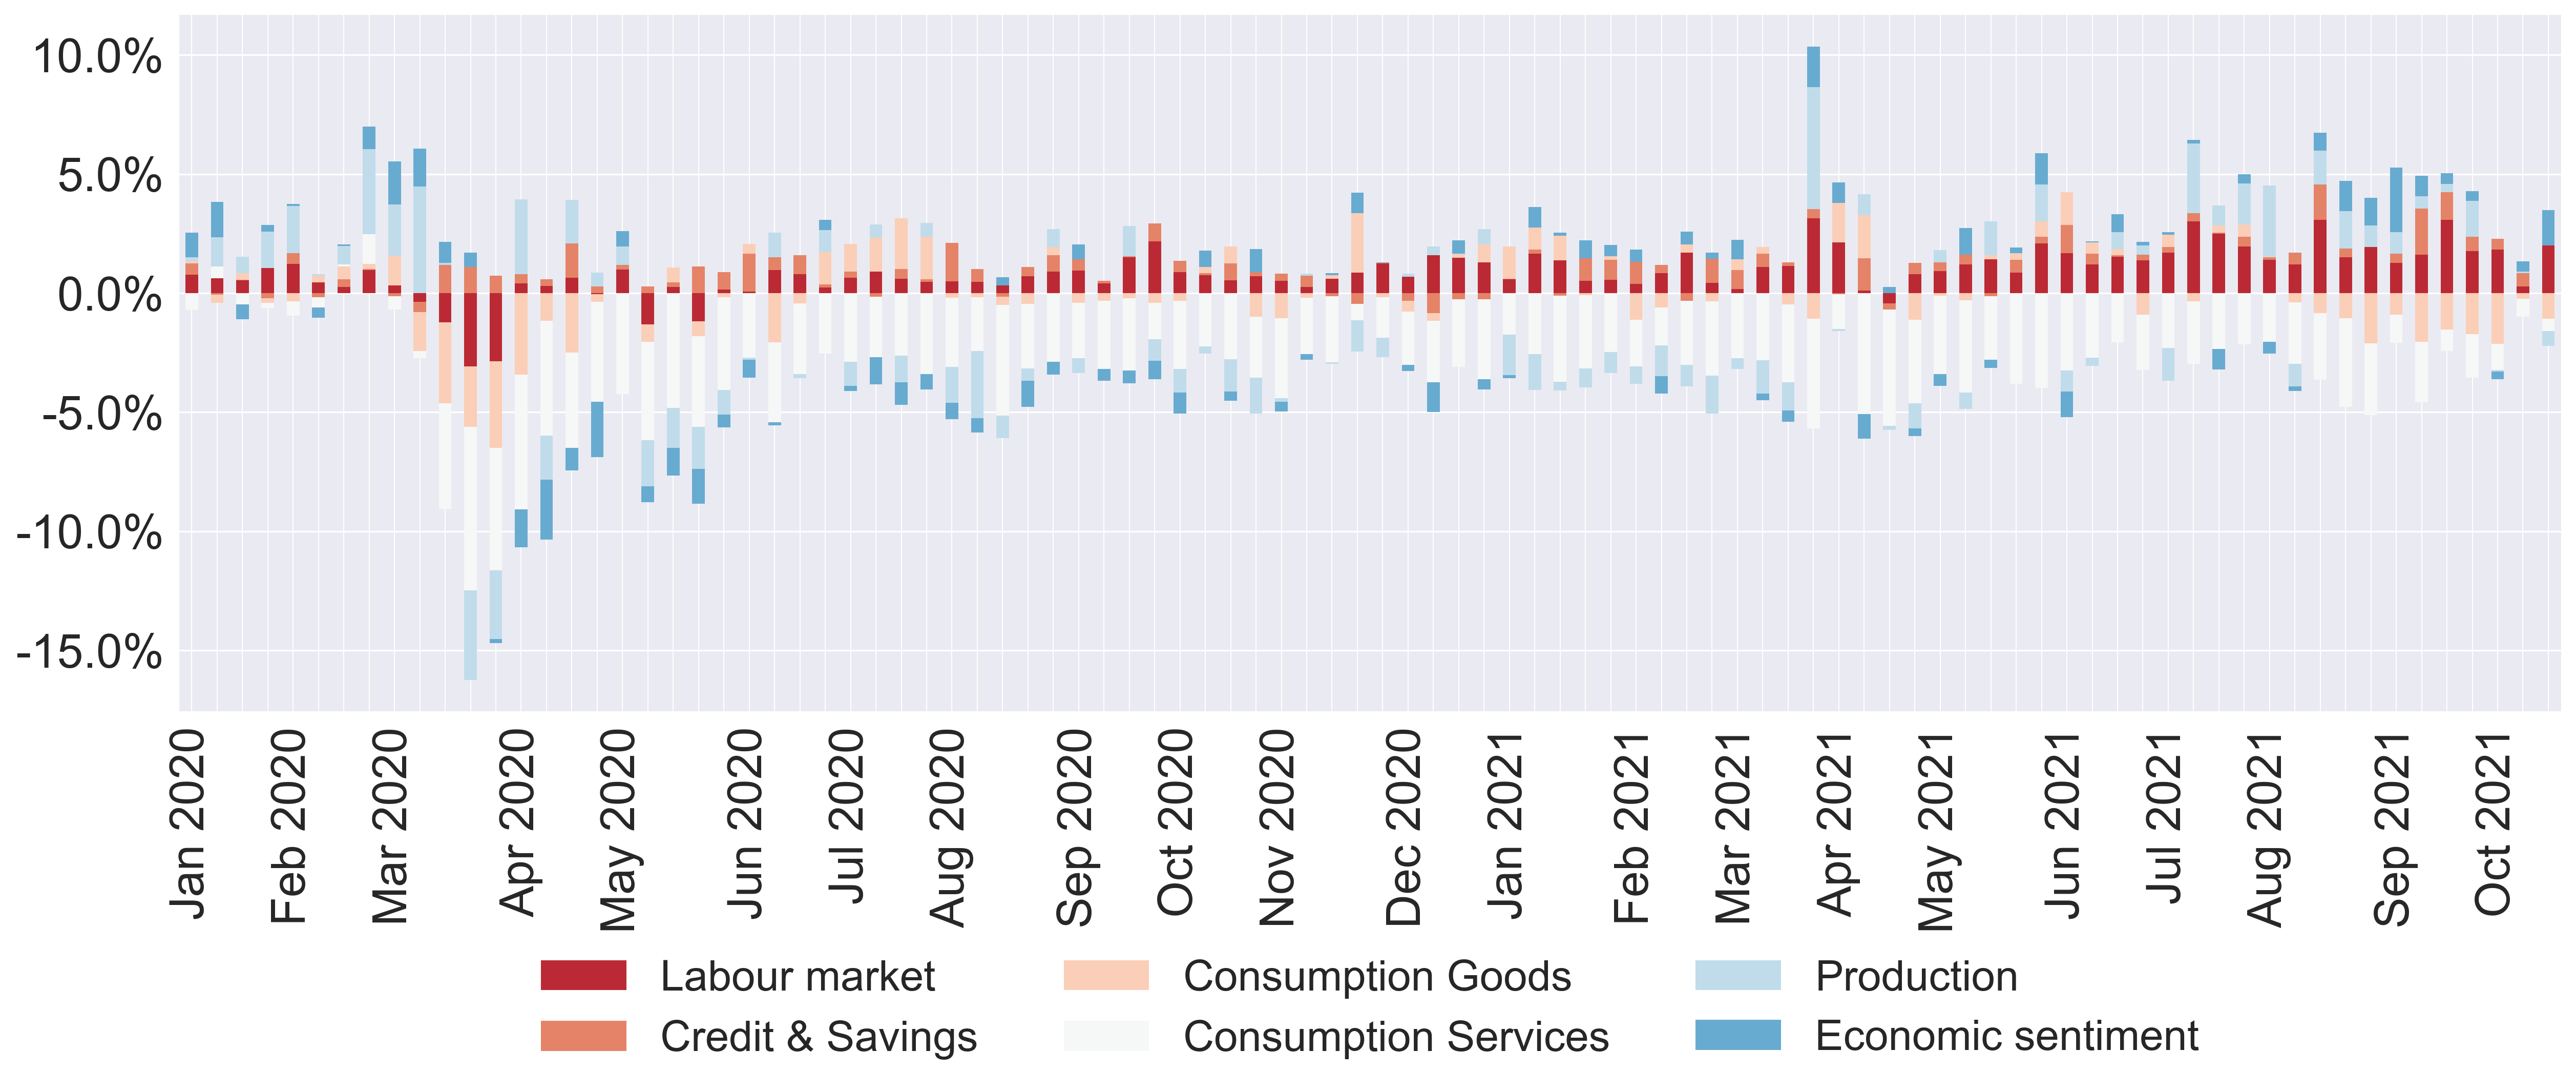 10.0%
5.0%
0.0%
-5.0%
-10.0%
-15.0%
Jan 2020
Feb 2020
Mar 2020
Apr 2020
May 2020
Jun 2020
Jul 2020
Aug 2020
Sep 2020
Oct 2020
Nov 2020
Dec 2020
Jan 2021
Feb 2021
Mar 2021
Apr 2021
May 2021
Jun 2021
Jul 2021
Aug 2021
Sep 2021
Oct 2021
Labour market
Consumption Goods
Production
Credit & Savings
Consumption Services
Economic sentiment